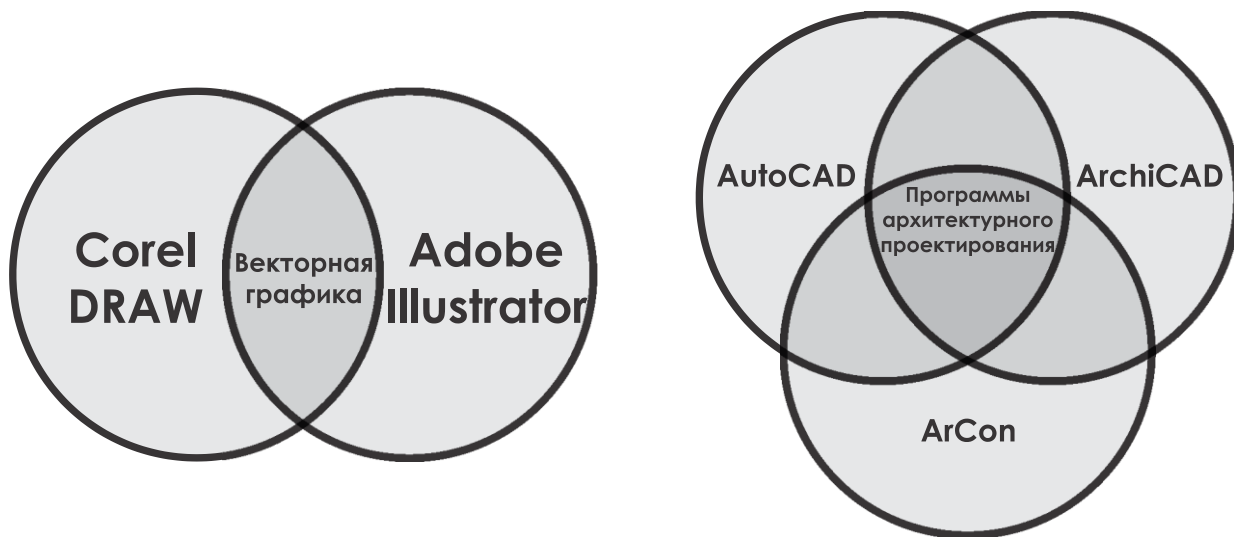 Corel
DRAW
Векторная
графика
Adobe
Illustrator
AutoCAD
Программы
архитектурного
проектирования
ArchiCAD
ArCon